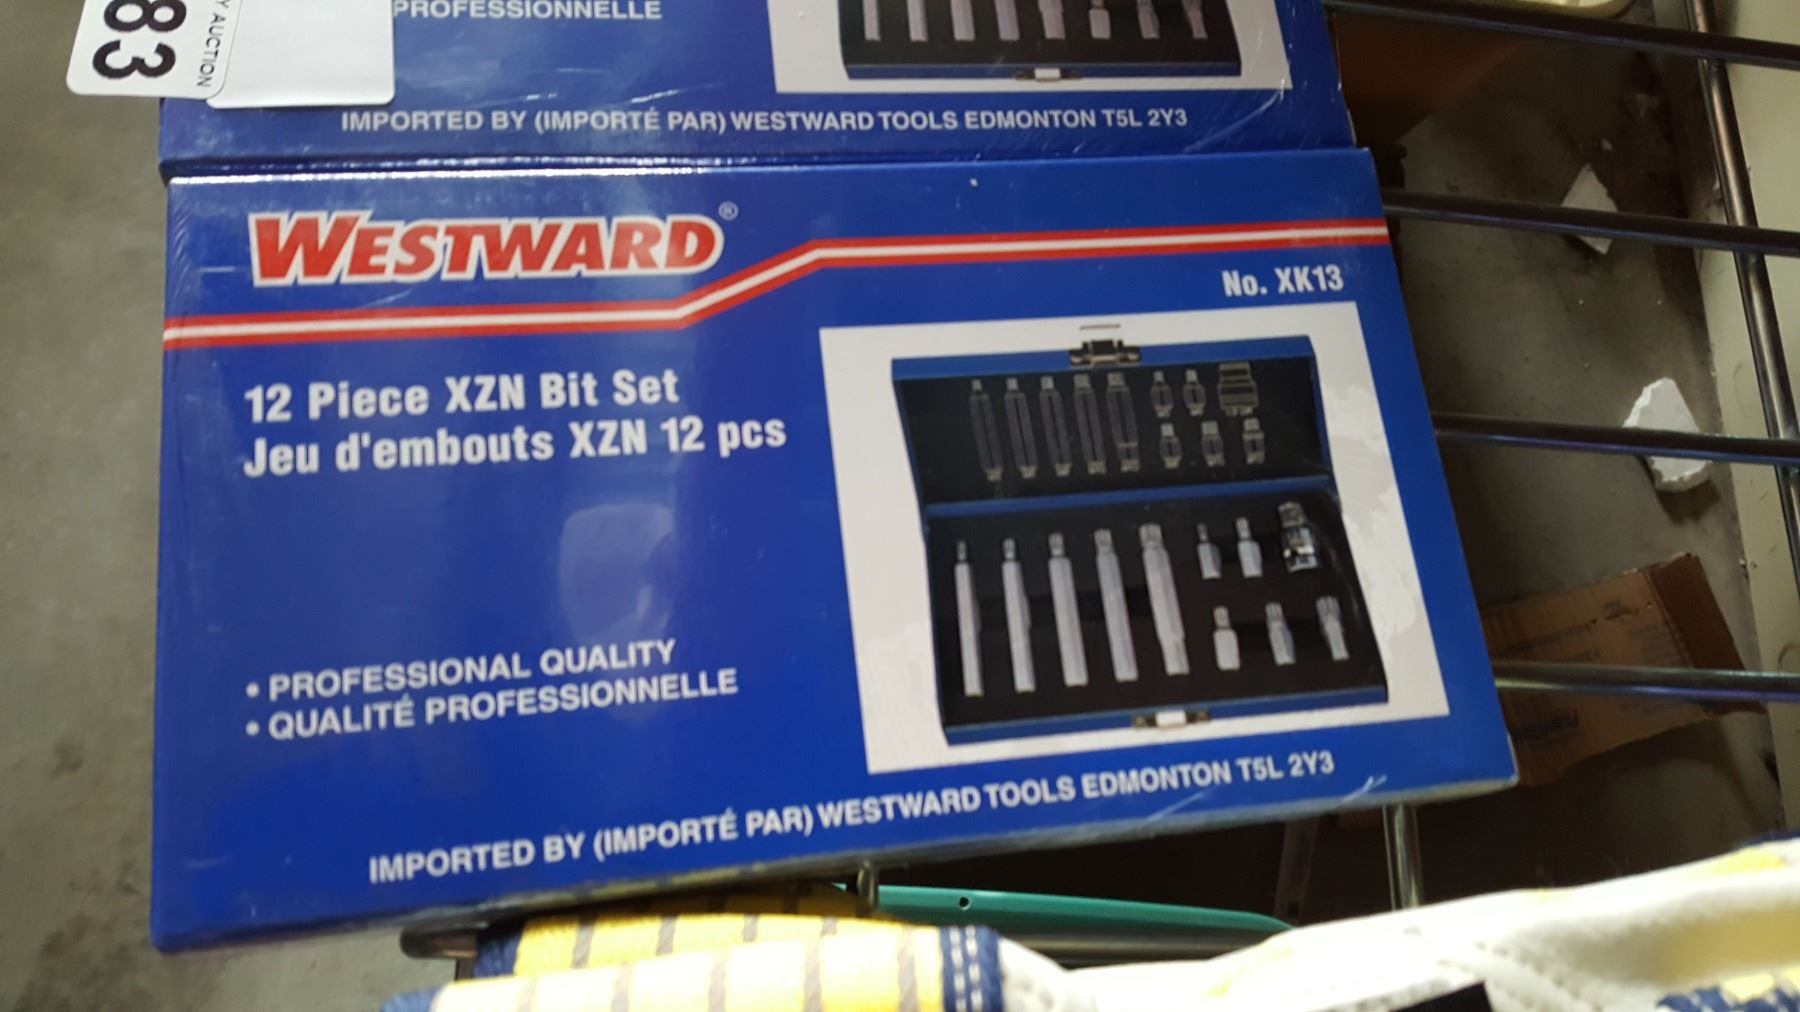 83
Y AUCTION
PROFESSIONNELLE
IMPORTED BY (IMPORTÉ PAR) WESTWARD TOOLS EDMONTON T5L 2Y3
WESTWARD®
No. XK13
12 Piece XZN Bit Set
Jeu d'embouts XZN 12 pcs
• PROFESSIONAL QUALITY
• QUALITÉ PROFESSIONNELLE
IMPORTED BY (IMPORTÉ PAR) WESTWARD TOOLS EDMONTON T5L 2Y3